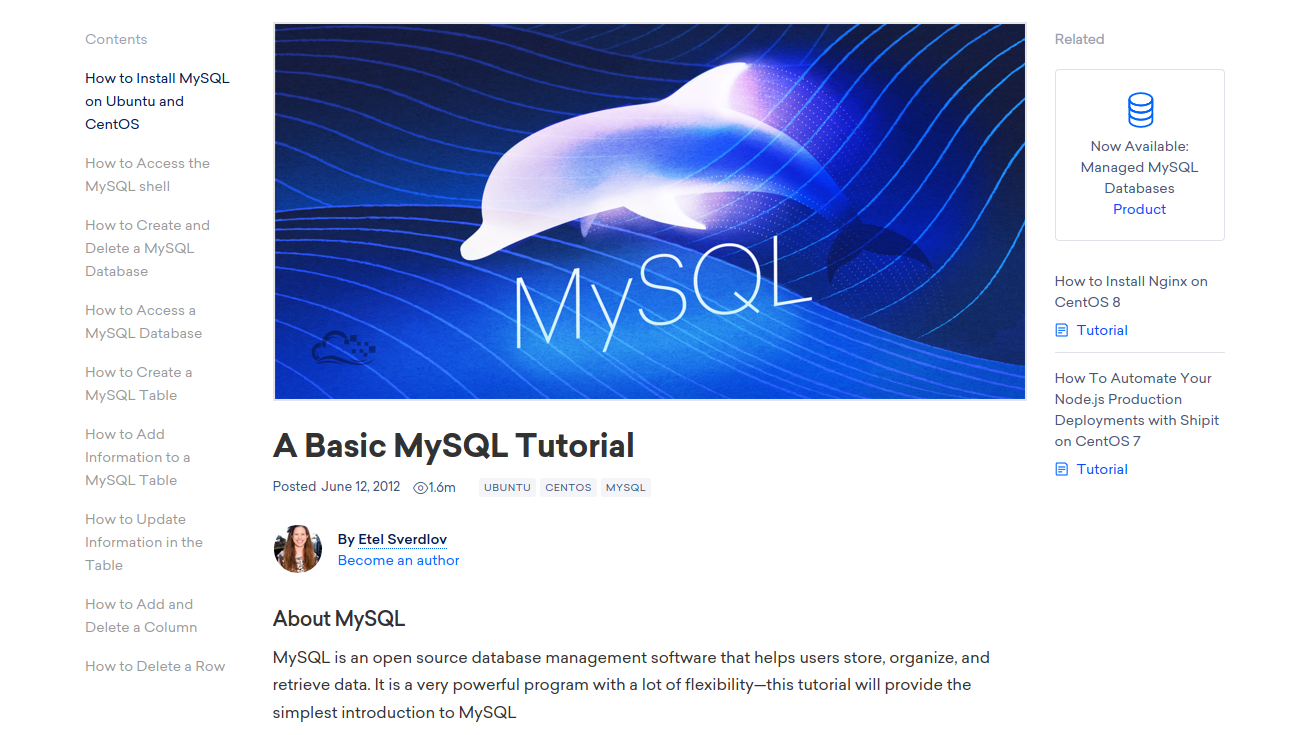 Contents
How to Install MySQL
on Ubuntu and
CentOS
How to Access the
MySQL shell
How to Create and
Delete a MySQL
Database
How to Access a
MySQL Database
How to Create a
MySQL Table
How to Add
Information to a
MySQL Table
How to Update
Information in the
Table
How to Add and
Delete a Column
How to Delete a Row
MySQL
A Basic MySQL Tutorial
Posted June 12, 2012 1.6m UBUNTU CENTOS MYSQL
By Etel Sverdlov
Become an author
About MySQL
MySQL is an open source database management software that helps users store, organize, and
retrieve data. It is a very powerful program with a lot of flexibility—this tutorial will provide the
simplest introduction to MySQL
Related
Now Available:
Managed MySQL
Databases
Product
How to Install Nginx on
CentOS 8
Tutorial
How To Automate Your
Node.js Production
Deployments with Shipit
on CentOS 7
Tutorial